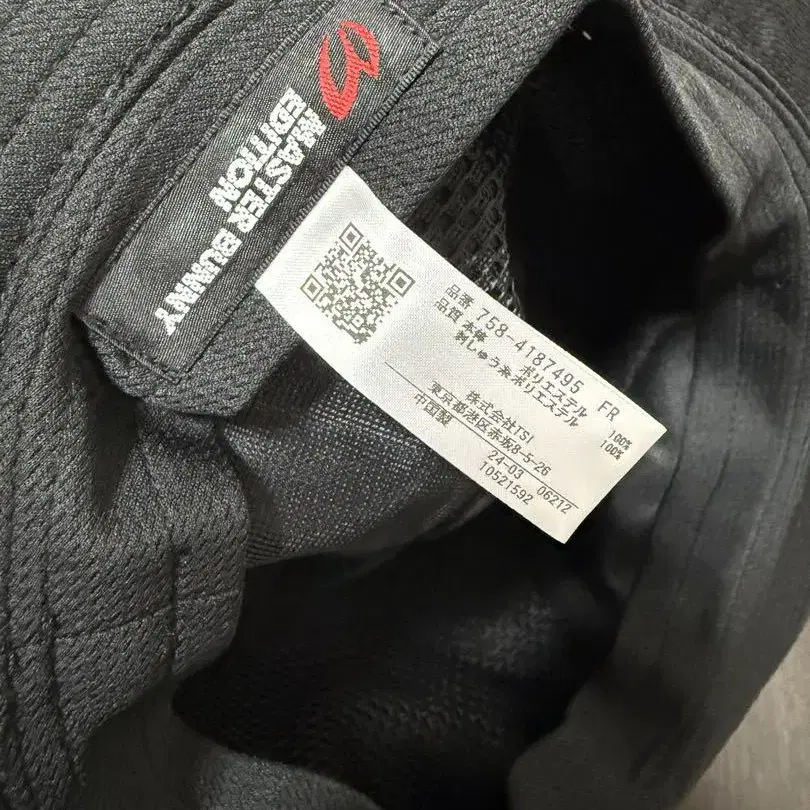 MASTER BUNNY
EDITION
品番 758-4187495 FR
品質 本体 ポリエステル 100%
刺しゅう糸ポリエステル 100%
株式会社TSI
東京都港区赤坂8-5-26
中国製 24-03 06212
10521592